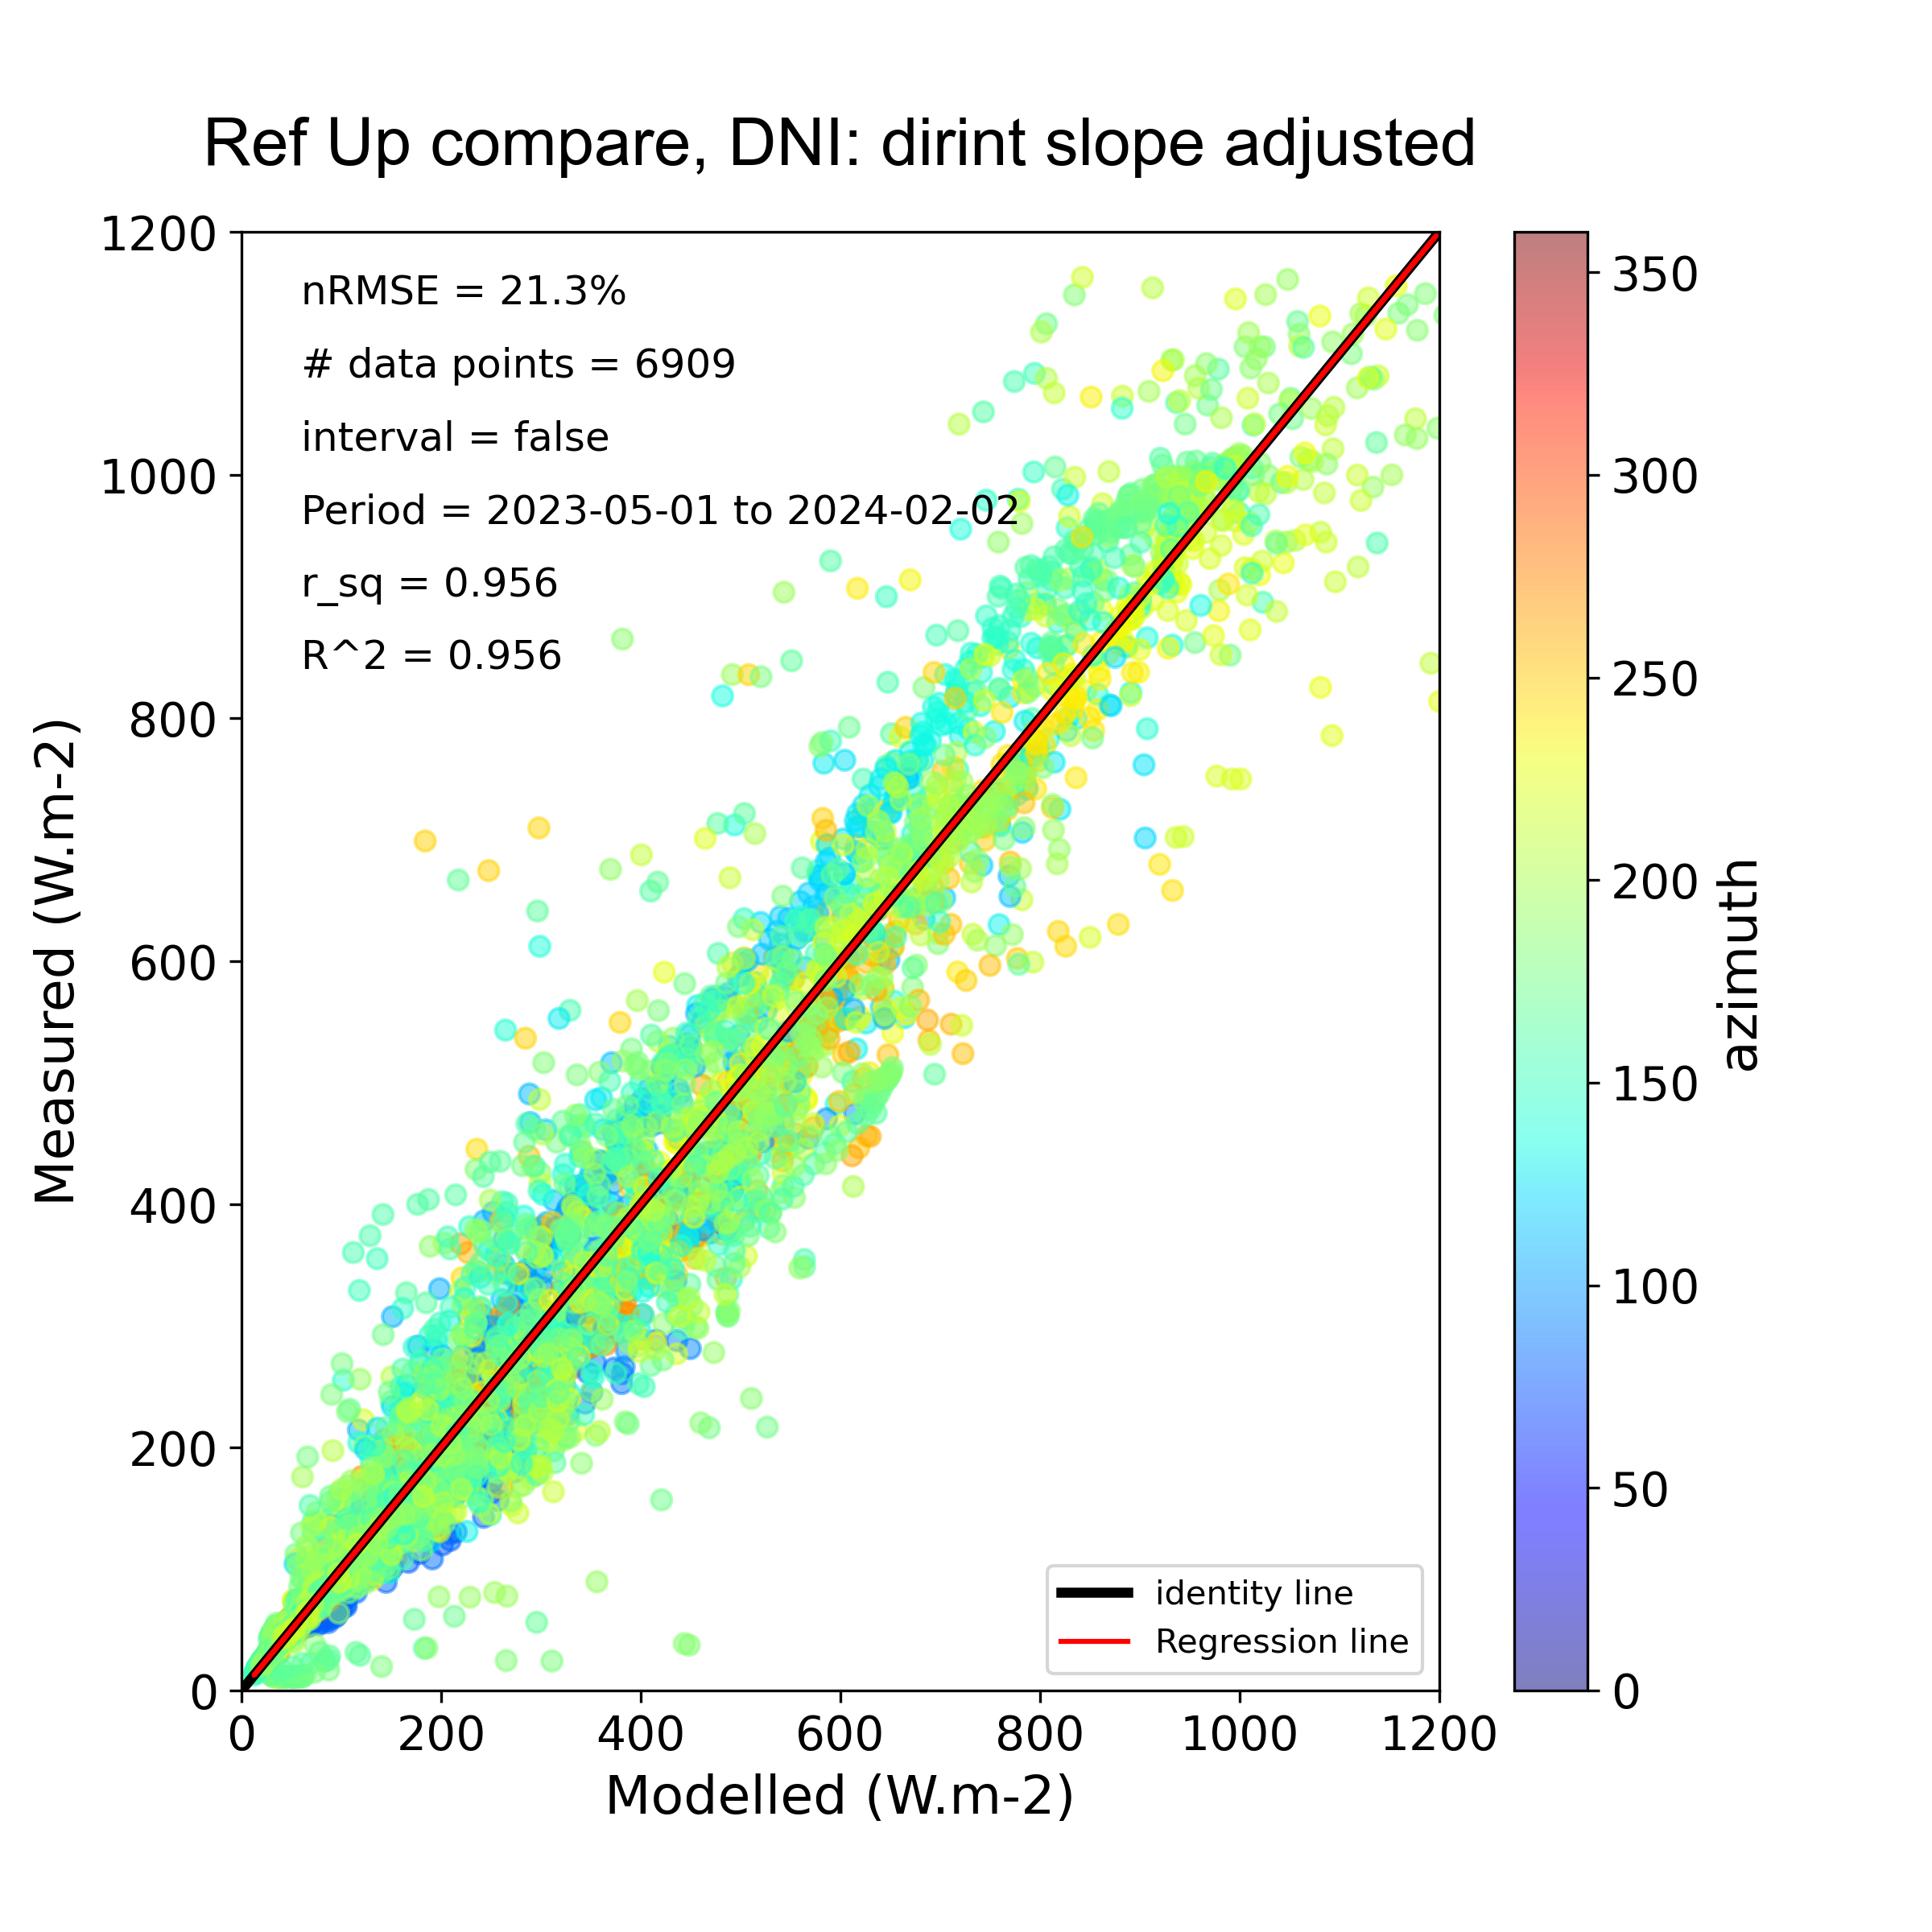 Ref Up compare, DNI: dirint slope adjusted
nRMSE = 21.3%
# data points = 6909
interval = false
Period = 2023-05-01 to 2024-02-02
r_sq = 0.956
R^2 = 0.956
1200
1000
800
600
400
200
0
Measured (W.m-2)
0 200 400 600 800 1000 1200
Modelled (W.m-2)
identity line
Regression line
350
300
250
200
150
100
50
0
azimuth